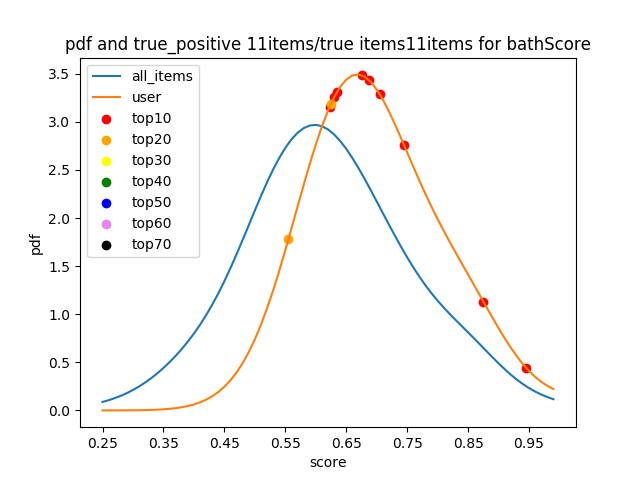 pdf and true_positive 11items/true items11items for bathScore
all_items
user
top10
top20
top30
top40
top50
top60
top70
3.5
3.0
2.5
2.0
1.5
1.0
0.5
0.0
pdf
0.25 0.35 0.45 0.55 0.65 0.75 0.85 0.95
score